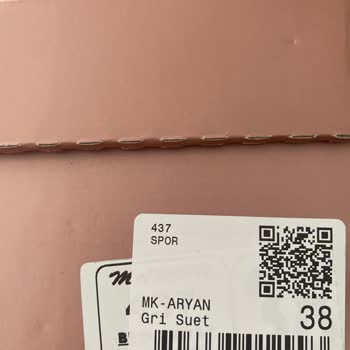 437
SPOR
MK-ARYAN
Gri Suet
38